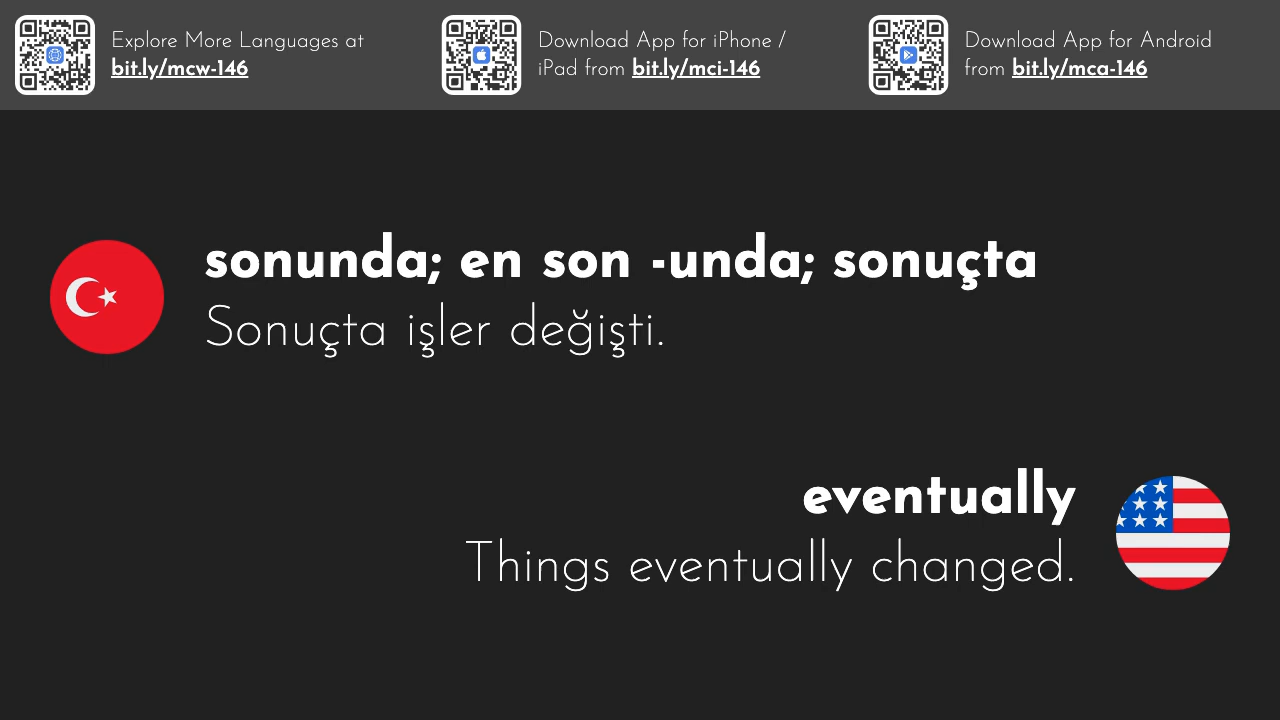 Explore More Languages at
bit.ly/mcw-146
Download App for iPhone /
iPad from bit.ly/mci-146
Download App for Android
from bit.ly/mca-146
sonunda; en son -unda; sonuçta
Sonuçta işler değişti.
eventually
Things eventually changed.